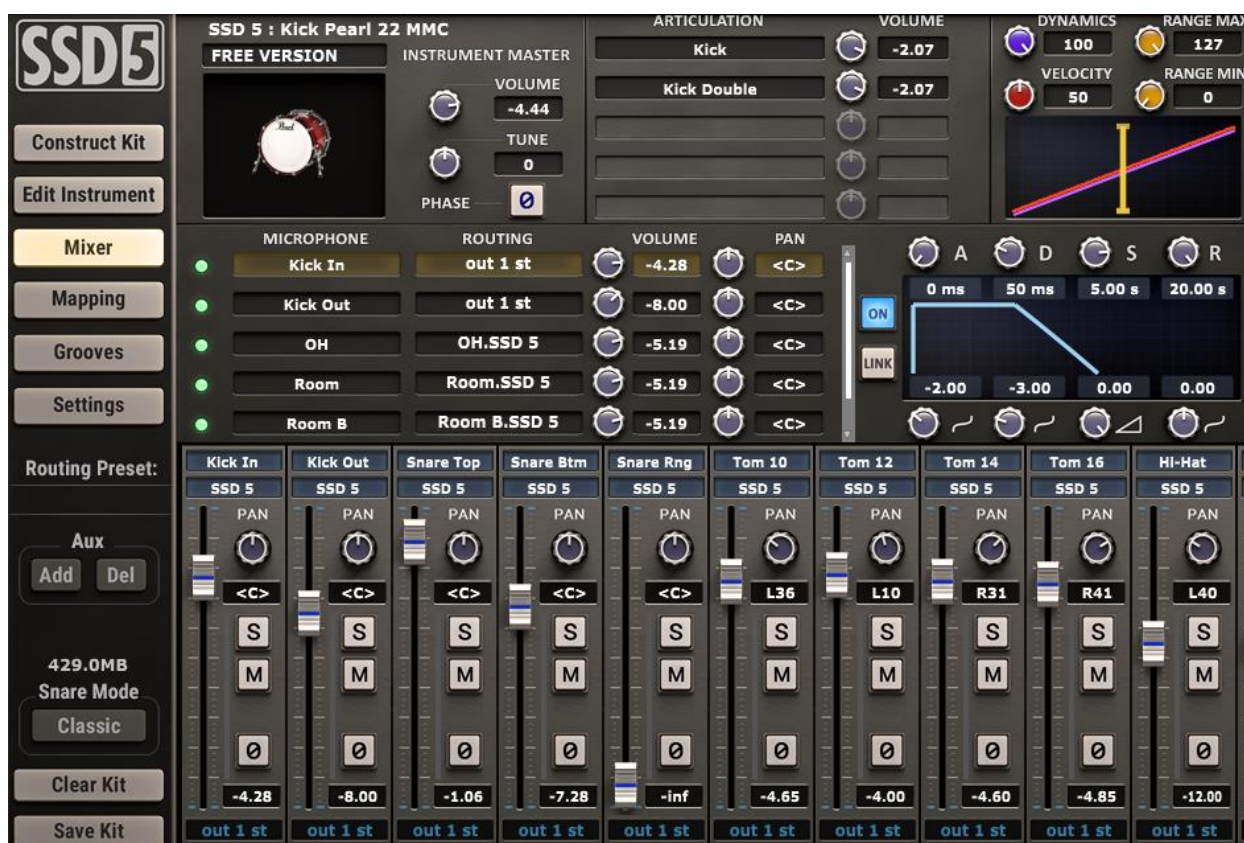 SSD5
Construct Kit
Edit Instrument
Mixer
Mapping
Grooves
Settings
Routing Preset:
Aux
Add Del
429.0MB
Snare Mode
Classic
Clear Kit
Save Kit
SSD 5 : Kick Pearl 22 MMC
FREE VERSION
Pearl
INSTRUMENT MASTER
VOLUME
-4.44
TUNE
0
PHASE Ø
ARTICULATION VOLUME
Kick -2.07
Kick Double -2.07
DYNAMICS RANGE MAX
100 127
VELOCITY RANGE MIN
50 0
MICROPHONE ROUTING VOLUME PAN
Kick In out 1 st -4.28 <C>
Kick Out out 1 st -8.00 <C>
OH OH.SSD 5 -5.19 <C>
Room Room.SSD 5 -5.19 <C>
Room B Room B.SSD 5 -5.19 <C>
ON
LINK
A D S R
0 ms 50 ms 5.00 s 20.00 s
-2.00 -3.00 0.00 0.00
Kick In Kick Out Snare Top Snare Btm Snare Rng Tom 10 Tom 12 Tom 14 Tom 16 Hi-Hat
SSD 5 SSD 5 SSD 5 SSD 5 SSD 5 SSD 5 SSD 5 SSD 5 SSD 5 SSD 5
PAN PAN PAN PAN PAN PAN PAN PAN PAN PAN
<C> <C> <C> <C> <C> L36 L10 R31 R41 L40
S S S S S S S S S S
M M M M M M M M M M
Ø Ø Ø Ø Ø Ø Ø Ø Ø Ø
-4.28 -8.00 -1.06 -7.28 -inf -4.65 -4.00 -4.60 -4.85 -12.00
out 1 st out 1 st out 1 st out 1 st out 1 st out 1 st out 1 st out 1 st out 1 st out 1 st